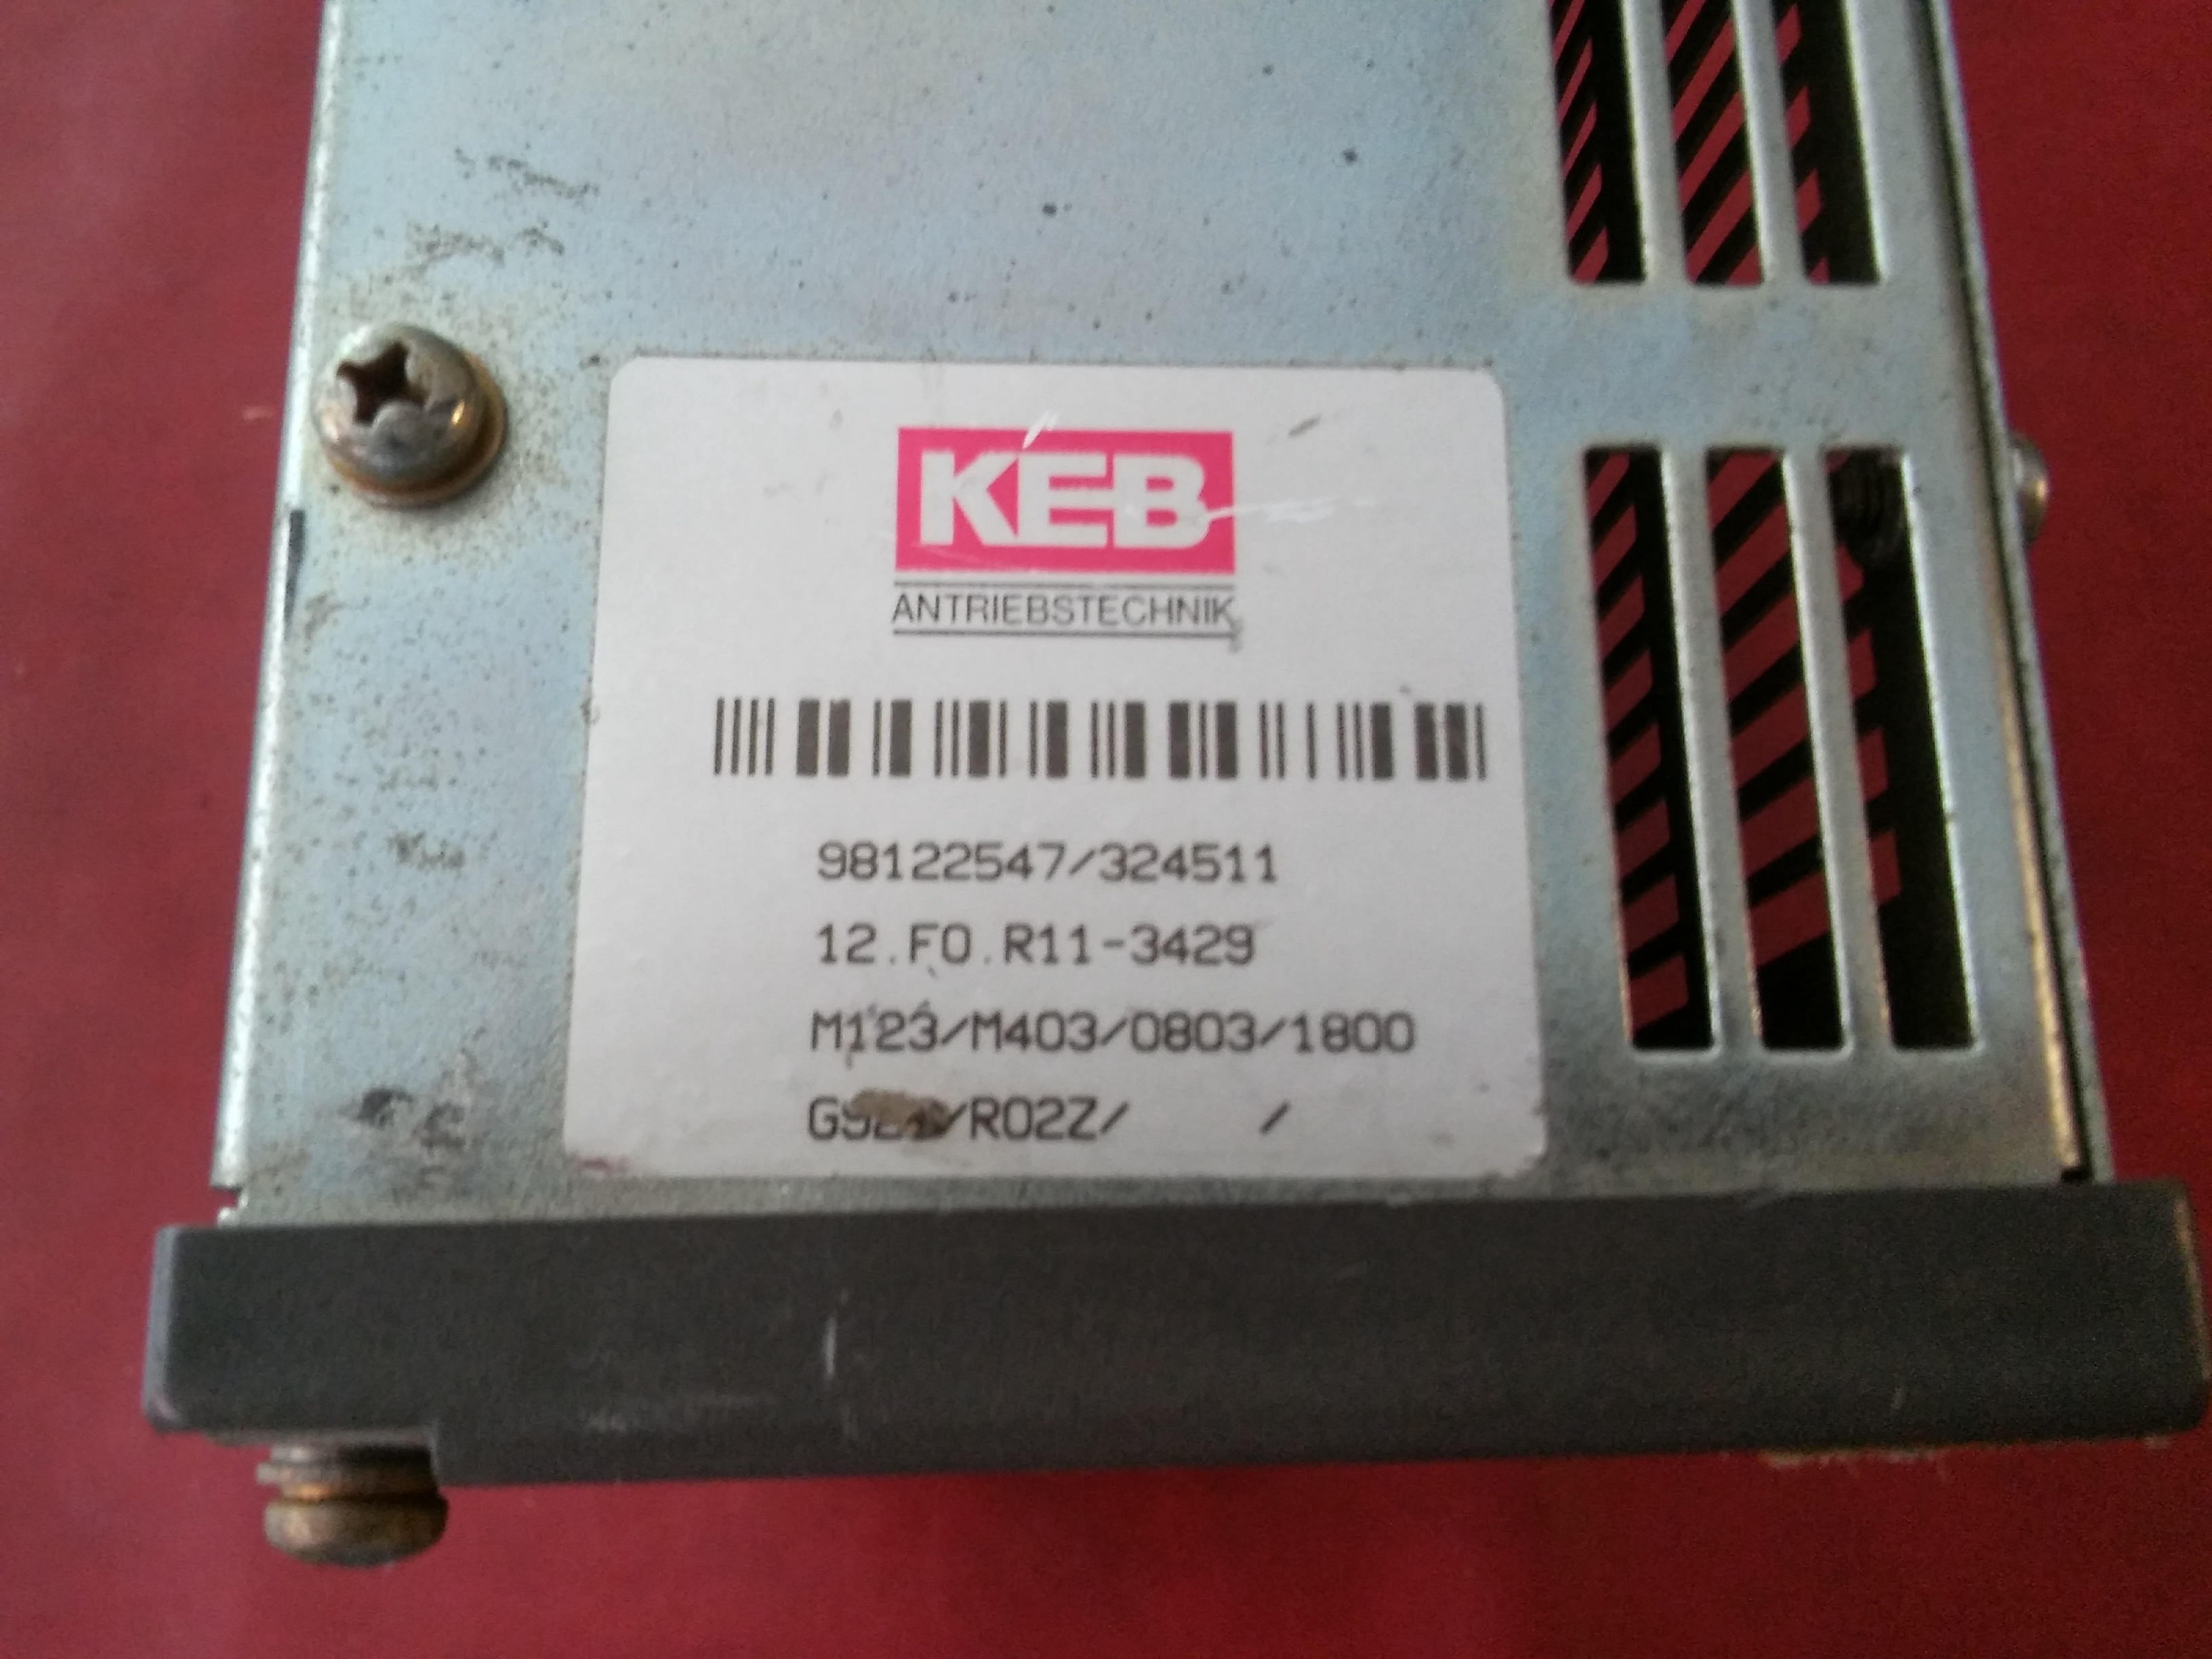 KEB
ANTRIEBSTECHNIK
98122547/324511
12.F0.R11-3429
M123/M403/0803/1800
/R02Z/ /